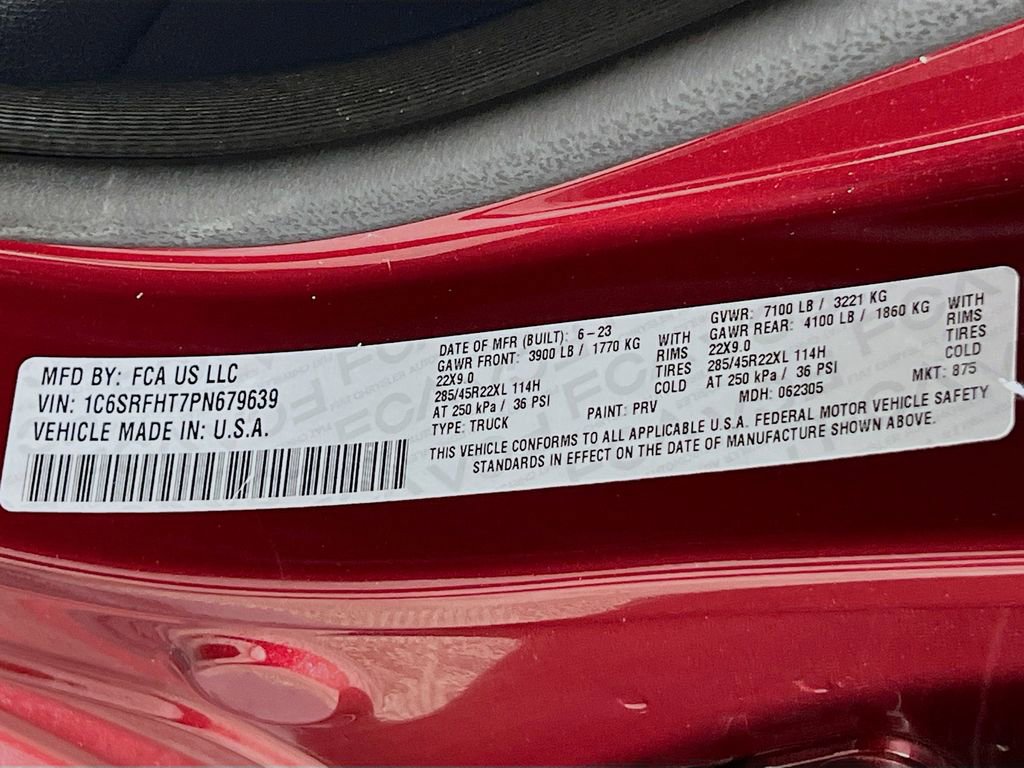 MFD BY: FCA US LLC
VIN: 1C6SRFHT7PN679639
VEHICLE MADE IN: U.S.A.
DATE OF MFR (BUILT): 6-23
GAWR FRONT: 3900 LB / 1770 KG WITH
22X9.0 RIMS
285/45R22XL 114H TIRES
AT 250 kPa / 36 PSI COLD
TYPE: TRUCK
PAINT: PRV
GVWR: 7100 LB / 3221 KG
GAWR REAR: 4100 LB / 1860 KG WITH
22X9.0 RIMS
285/45R22XL 114H TIRES
AT 250 kPa / 36 PSI COLD
MDH: 062305 MKT: 875
THIS VEHICLE CONFORMS TO ALL APPLICABLE U.S.A. FEDERAL MOTOR VEHICLE SAFETY
STANDARDS IN EFFECT ON THE DATE OF MANUFACTURE SHOWN ABOVE.